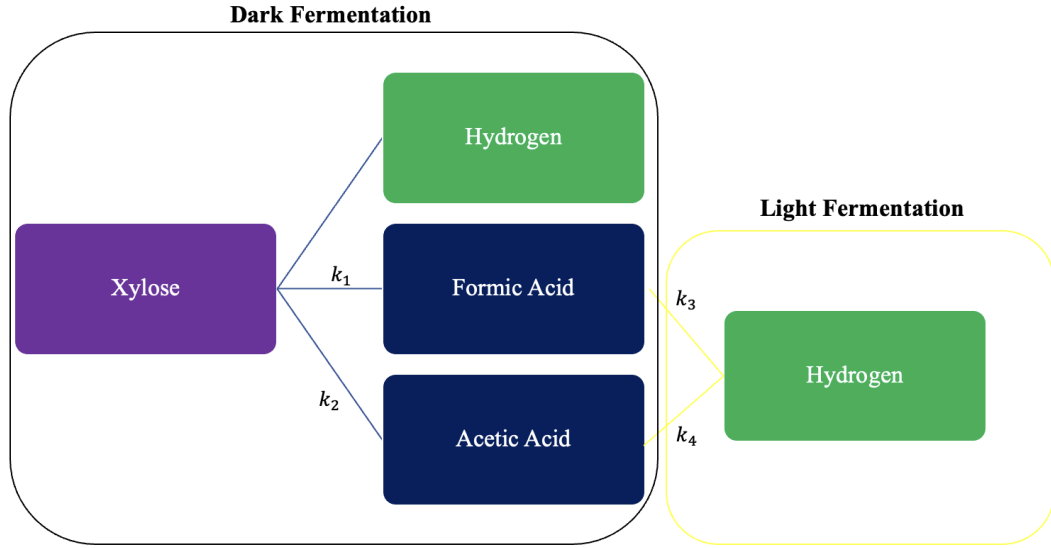 Dark Fermentation
Hydrogen
Light Fermentation
Xylose
k₁
Formic Acid
k₃
Hydrogen
k₂
Acetic Acid
k₄